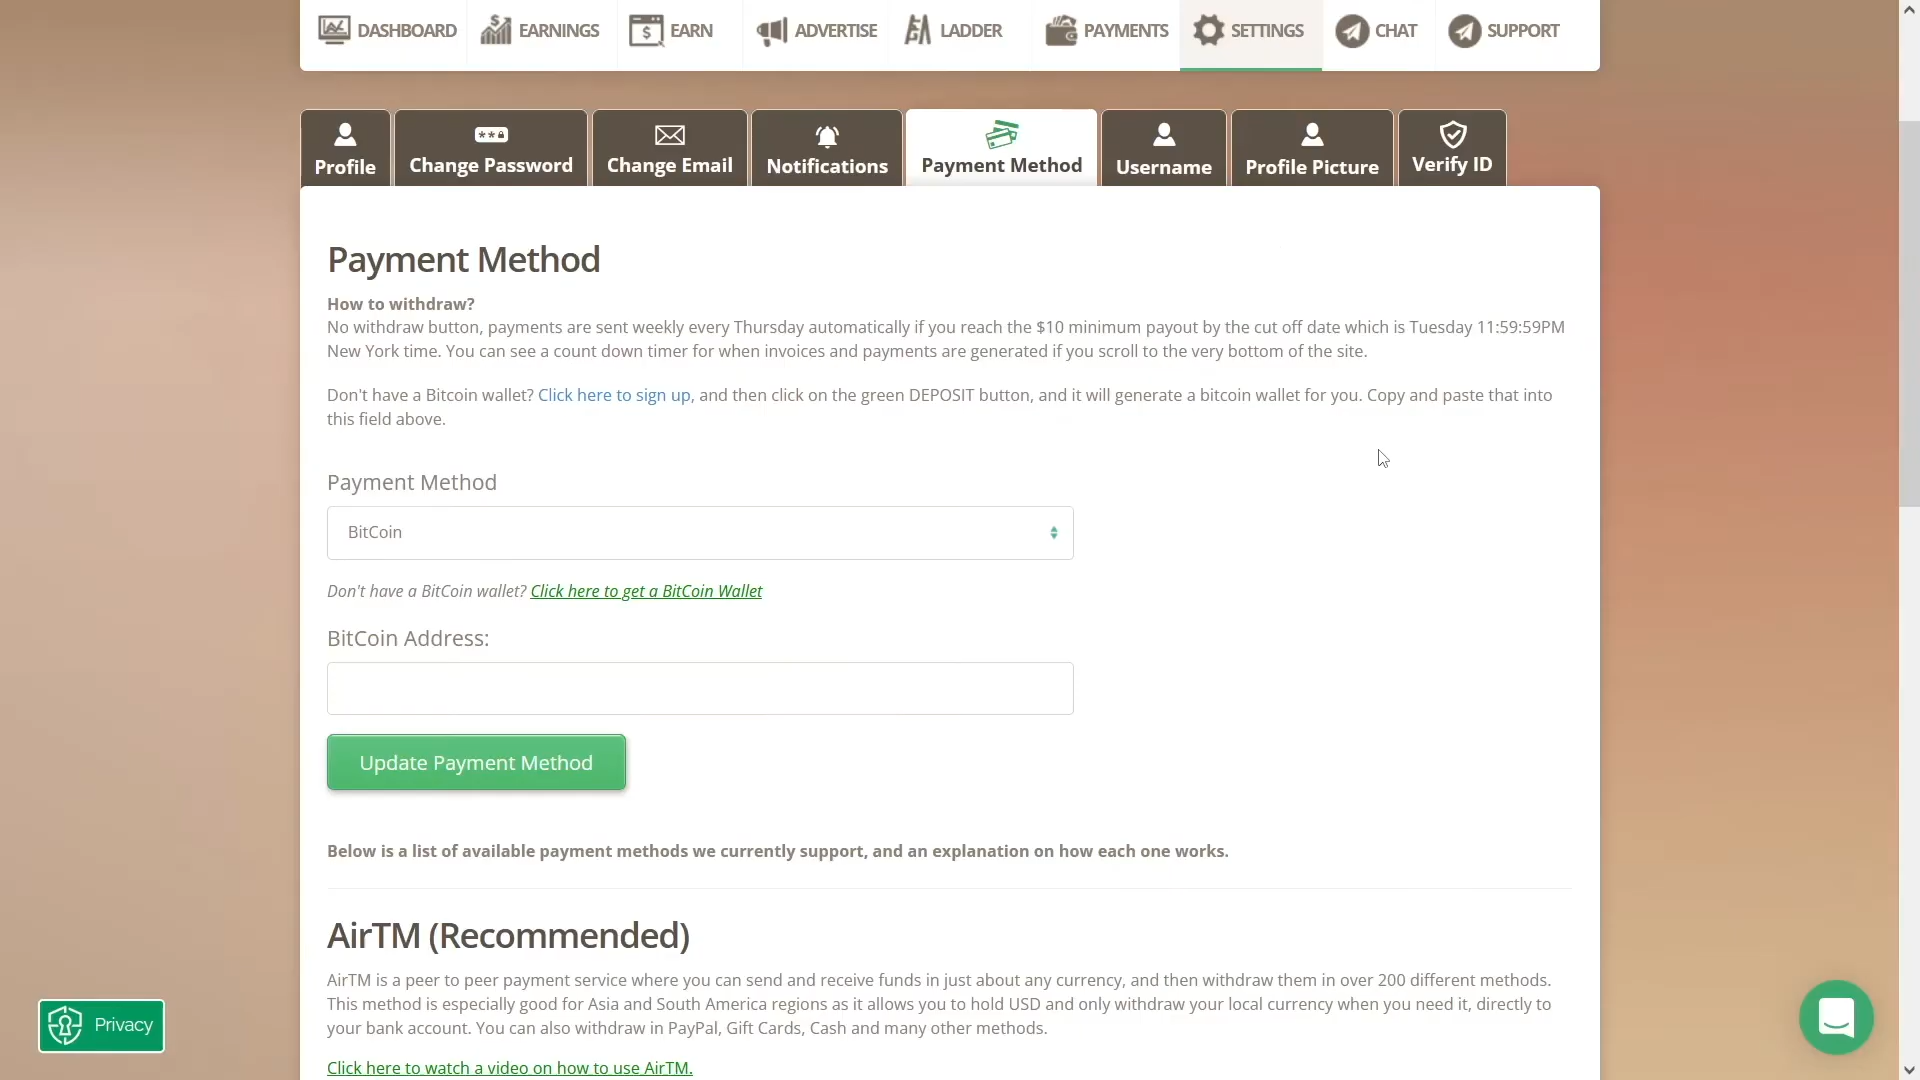 DASHBOARD EARNINGS EARN ADVERTISE LADDER PAYMENTS SETTINGS CHAT SUPPORT
Profile Change Password Change Email Notifications Payment Method Username Profile Picture Verify ID
Payment Method
How to withdraw?
No withdraw button, payments are sent weekly every Thursday automatically if you reach the $10 minimum payout by the cut off date which is Tuesday 11:59:59PM
New York time. You can see a count down timer for when invoices and payments are generated if you scroll to the very bottom of the site.
Don't have a Bitcoin wallet? Click here to sign up, and then click on the green DEPOSIT button, and it will generate a bitcoin wallet for you. Copy and paste that into
this field above.
Payment Method
BitCoin
Don't have a BitCoin wallet? Click here to get a BitCoin Wallet
BitCoin Address:
Update Payment Method
Below is a list of available payment methods we currently support, and an explanation on how each one works.
AirTM (Recommended)
AirTM is a peer to peer payment service where you can send and receive funds in just about any currency, and then withdraw them in over 200 different methods.
This method is especially good for Asia and South America regions as it allows you to hold USD and only withdraw your local currency when you need it, directly to
your bank account. You can also withdraw in PayPal, Gift Cards, Cash and many other methods.
Click here to watch a video on how to use AirTM.
Privacy